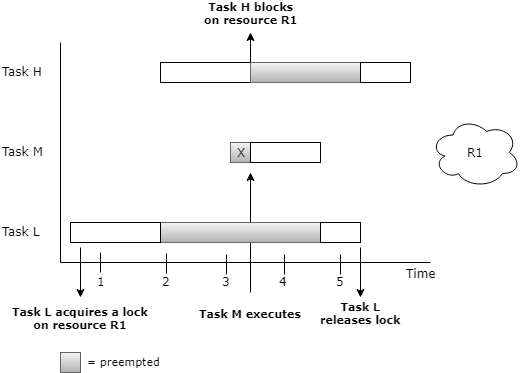 Task H blocks
on resource R1
Task H
Task M
X
R1
Task L
1
2
3
4
5
Time
Task L acquires a lock
on resource R1
Task M executes
Task L
releases lock
= preempted